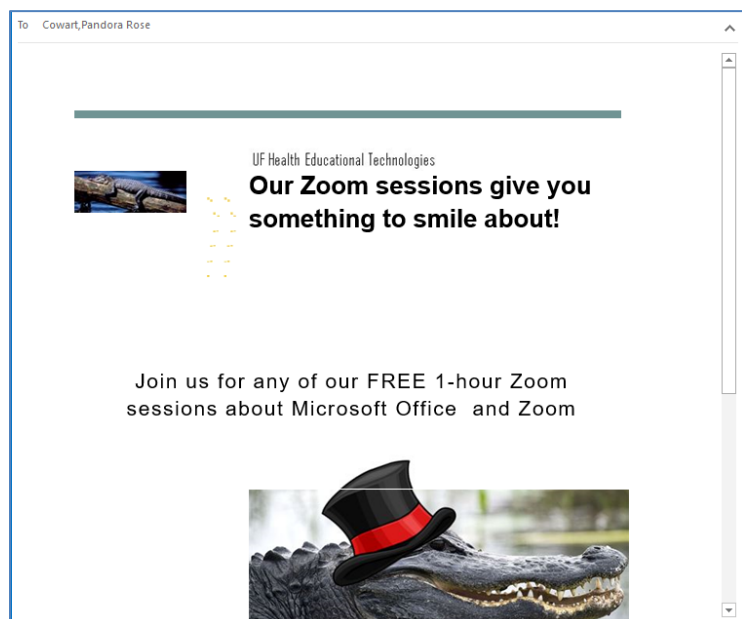 To Cowart,Pandora Rose
UF Health Educational Technologies
Our Zoom sessions give you
something to smile about!
Join us for any of our FREE 1-hour Zoom
sessions about Microsoft Office  and Zoom